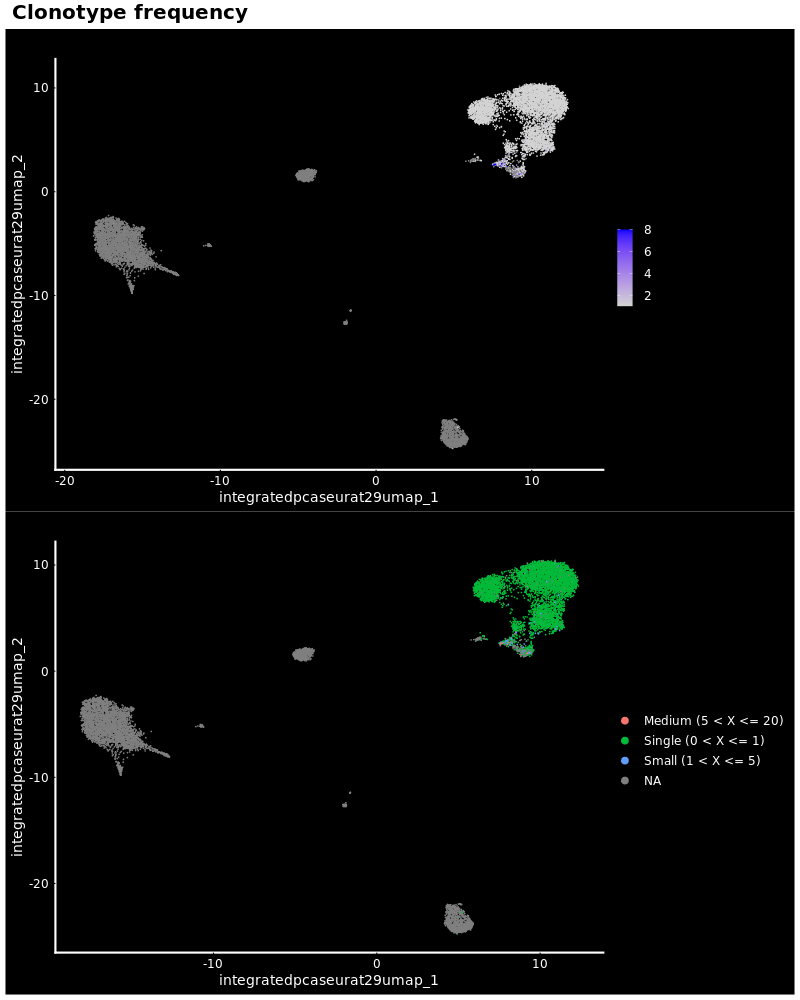 Clonotype frequency
10
0
-10
-20
integratedpcaseurat29umap_2
-20
-10
0
10
integratedpcaseurat29umap_1
8
6
4
2
10
0
-10
-20
integratedpcaseurat29umap_2
-10
0
10
integratedpcaseurat29umap_1
Medium (5 < X <= 20)
Single (0 < X <= 1)
Small (1 < X <= 5)
NA